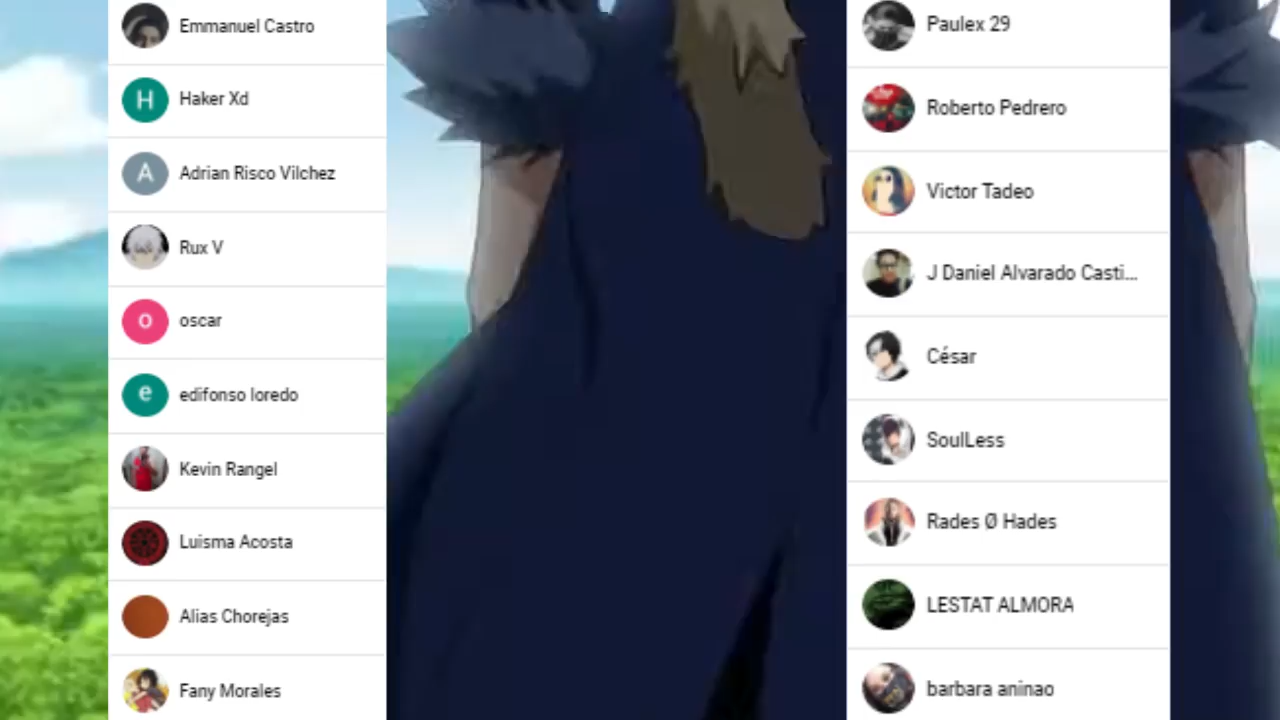 Emmanuel Castro
H
Haker Xd
A
Adrian Risco Vilchez
Rux V
o
oscar
e
edifonso loredo
Kevin Rangel
Luisma Acosta
Alias Chorejas
Fany Morales
Paulex 29
Roberto Pedrero
Victor Tadeo
J Daniel Alvarado Casti...
César
SoulLess
Rades Ø Hades
LESTAT ALMORA
barbara aninao